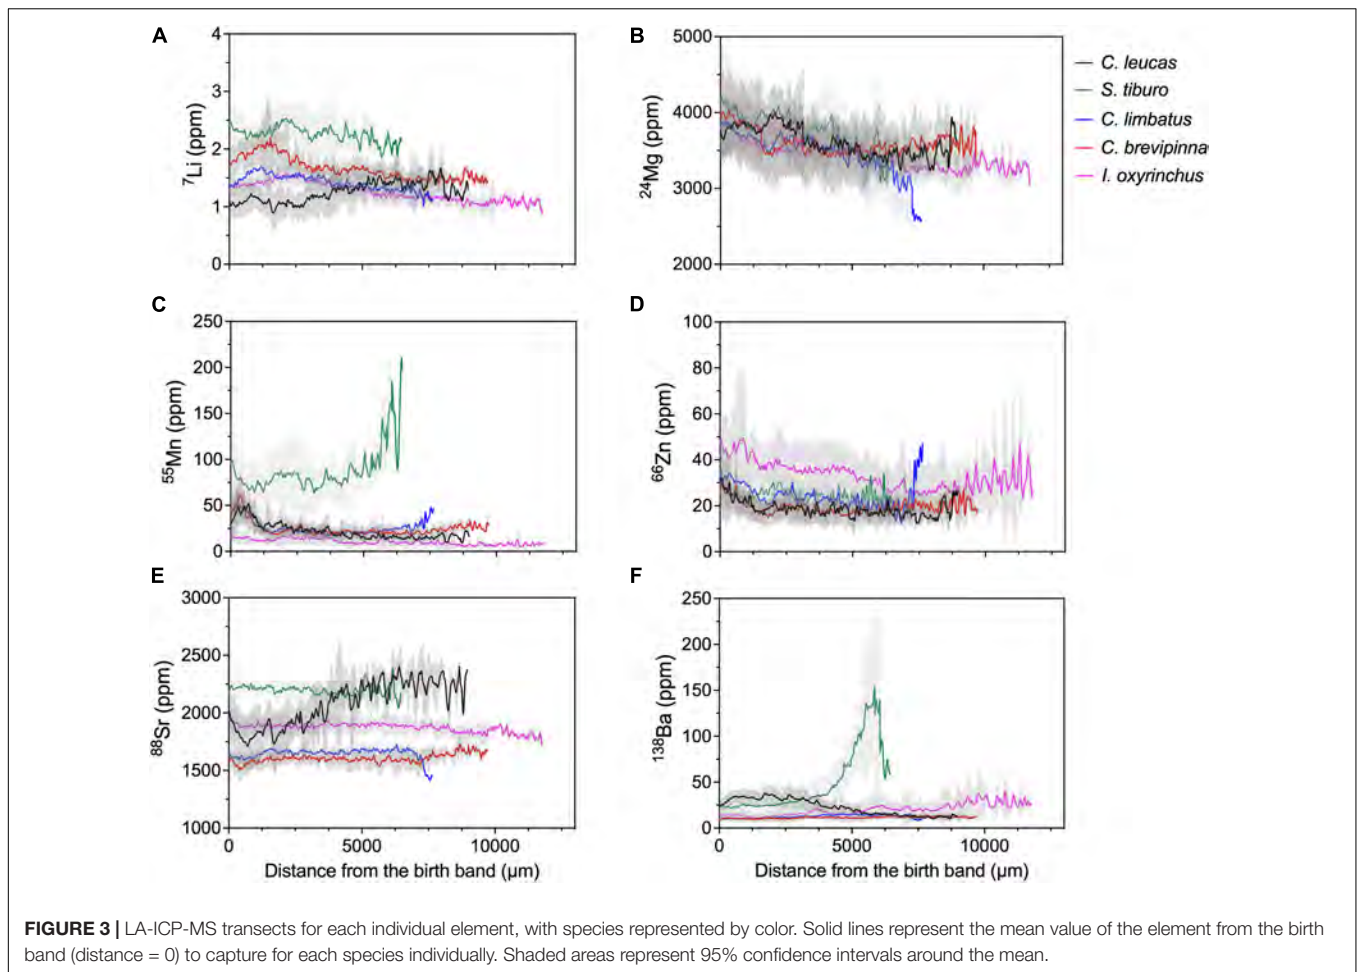 A
4
3
2
1
0
7Li (ppm)
B
5000
4000
3000
2000
24Mg (ppm)
C. leucas
S. tiburo
C. limbatus
C. brevipinna
I. oxyrinchus
C
250
200
150
100
50
0
55Mn (ppm)
D
100
80
60
40
20
0
66Zn (ppm)
E
3000
2500
2000
1500
1000
88Sr (ppm)
0 5000 10000
Distance from the birth band (µm)
F
250
200
150
100
50
0
138Ba (ppm)
0 5000 10000
Distance from the birth band (µm)
FIGURE 3 | LA-ICP-MS transects for each individual element, with species represented by color. Solid lines represent the mean value of the element from the birth
band (distance = 0) to capture for each species individually. Shaded areas represent 95% confidence intervals around the mean.